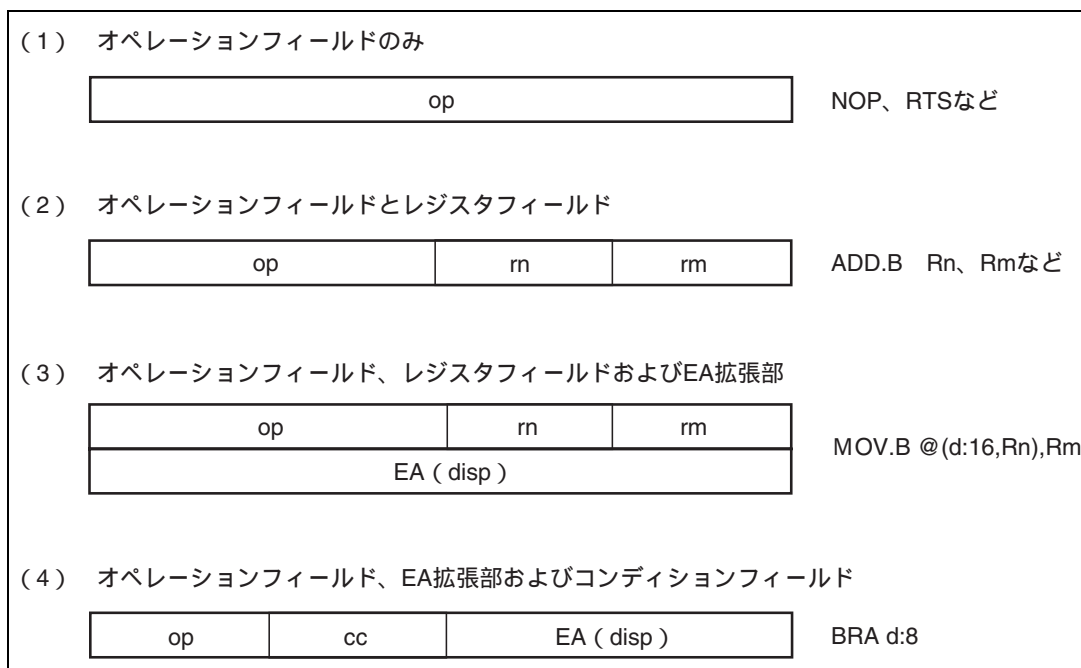 (1) オペレーションフィールドのみ
op NOP、RTSなど
(2) オペレーションフィールドとレジスタフィールド
op rn rm ADD.B Rn、Rmなど
(3) オペレーションフィールド、レジスタフィールドおよびEA拡張部
op rn rm
EA(disp)
MOV.B @(d:16,Rn),Rm
(4) オペレーションフィールド、EA拡張部およびコンディションフィールド
op cc EA(disp) BRA d:8